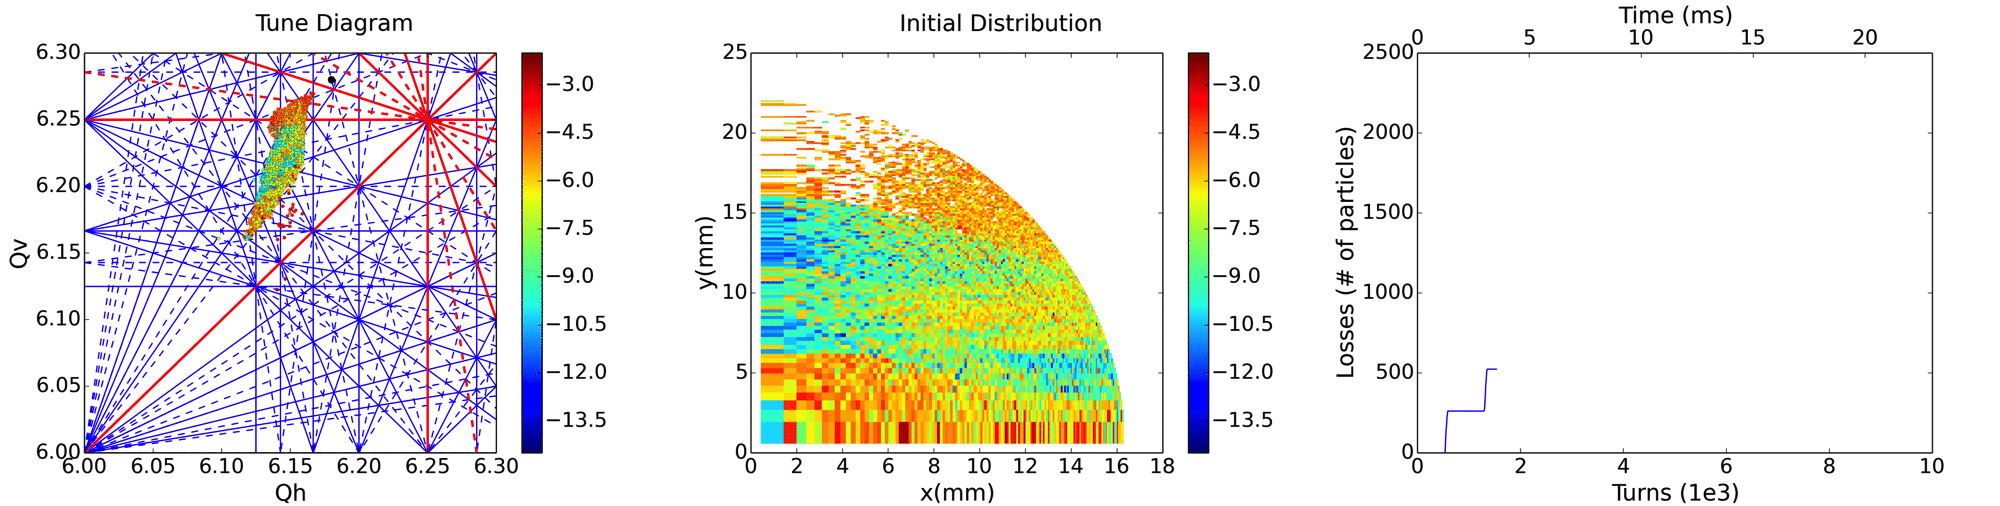 Tune Diagram
6.30
6.25
6.20
6.15
6.10
6.05
6.00
Qv
6.00 6.05 6.10 6.15 6.20 6.25 6.30
Qh
−3.0
−4.5
−6.0
−7.5
−9.0
−10.5
−12.0
−13.5
Initial Distribution
25
20
15
10
5
0
y(mm)
0 2 4 6 8 10 12 14 16 18
x(mm)
−3.0
−4.5
−6.0
−7.5
−9.0
−10.5
−12.0
−13.5
Time (ms)
0 5 10 15 20
2500
2000
1500
1000
500
0
Losses (# of particles)
0 2 4 6 8 10
Turns (1e3)